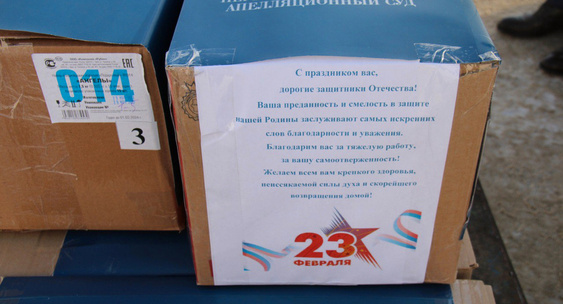 АПЕЛЛЯЦИОННЫЙ СУД
С праздником вас,
дорогие защитники Отечества!
Ваша преданность и смелость в защите
нашей Родины заслуживают самых искренних
слов благодарности и уважения.
Благодарим вас за тяжелую работу,
за вашу самоотверженность!
Желаем всем вам крепкого здоровья,
неиссякаемой силы духа и скорейшего
возвращения домой!
23
ФЕВРАЛЯ
EAC
«АНГЕЛЫ»
014
3